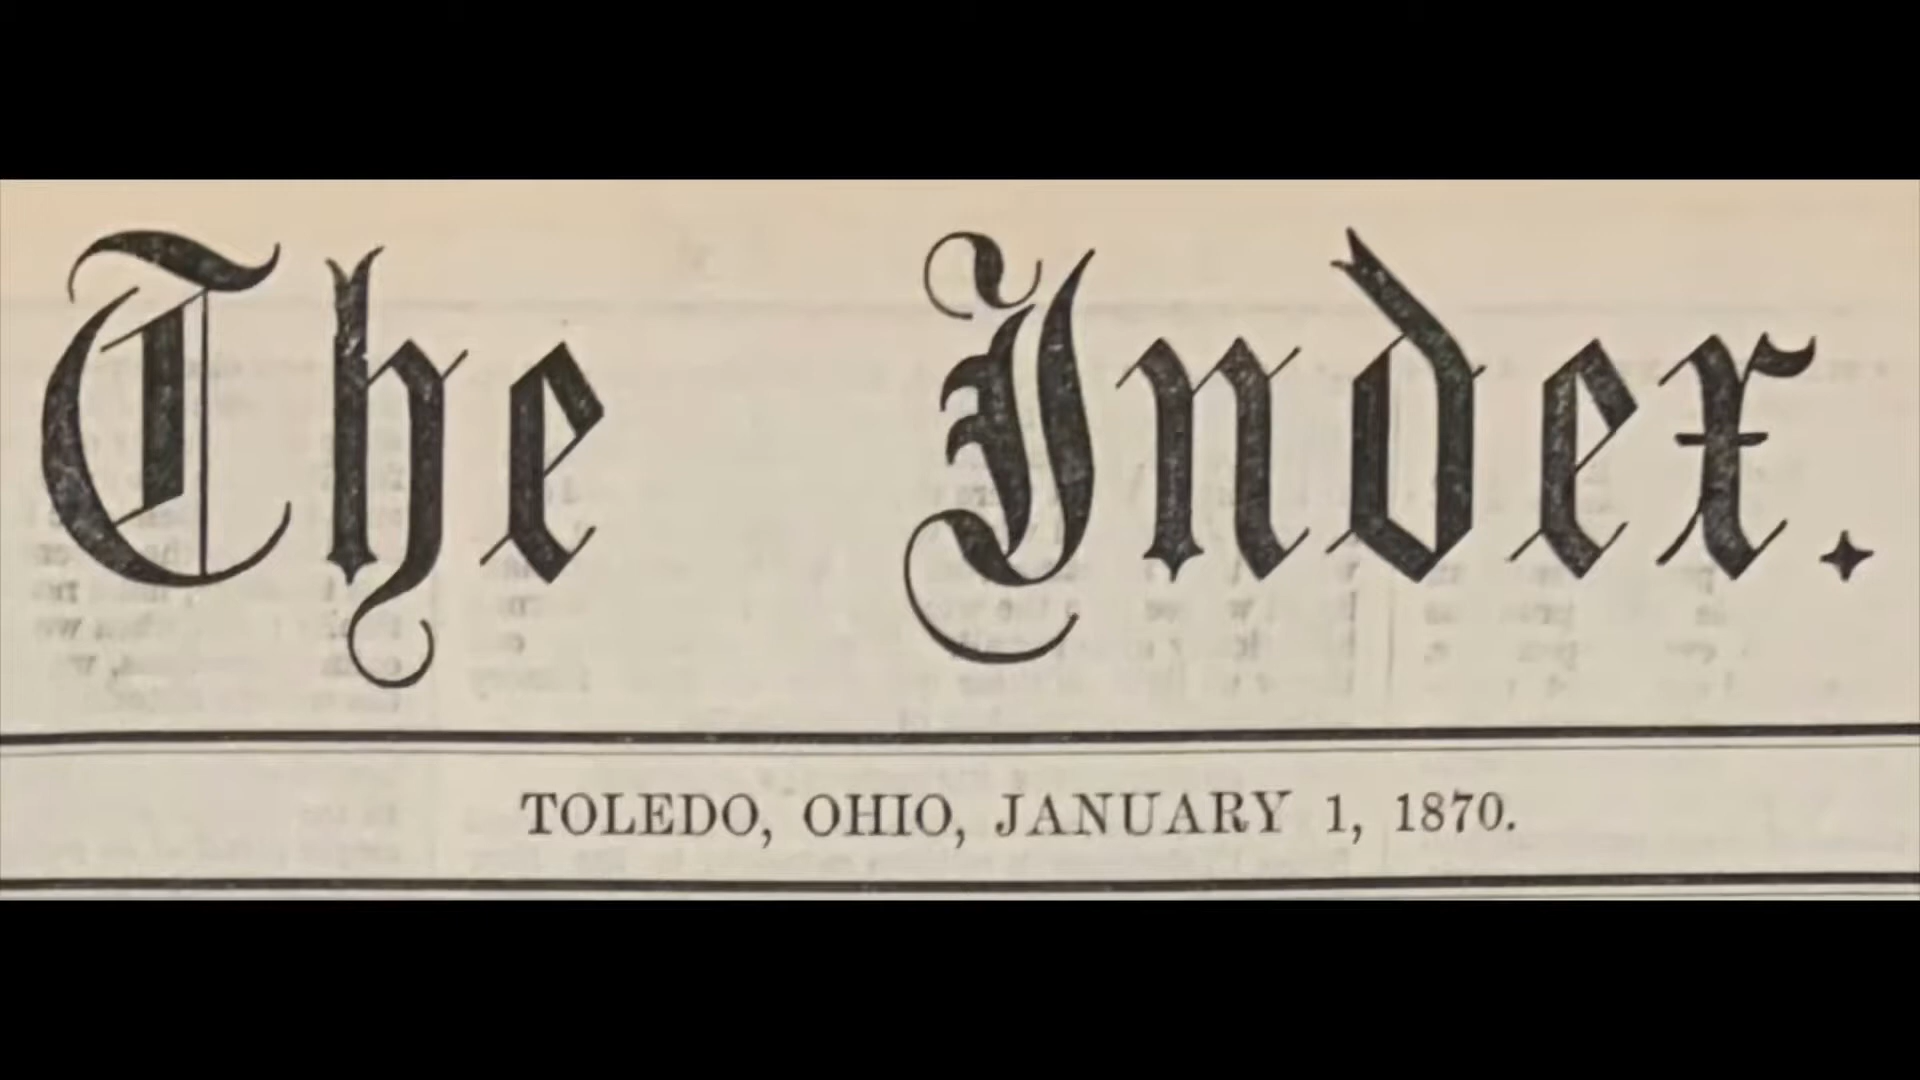 The Index.
TOLEDO, OHIO, JANUARY 1, 1870.